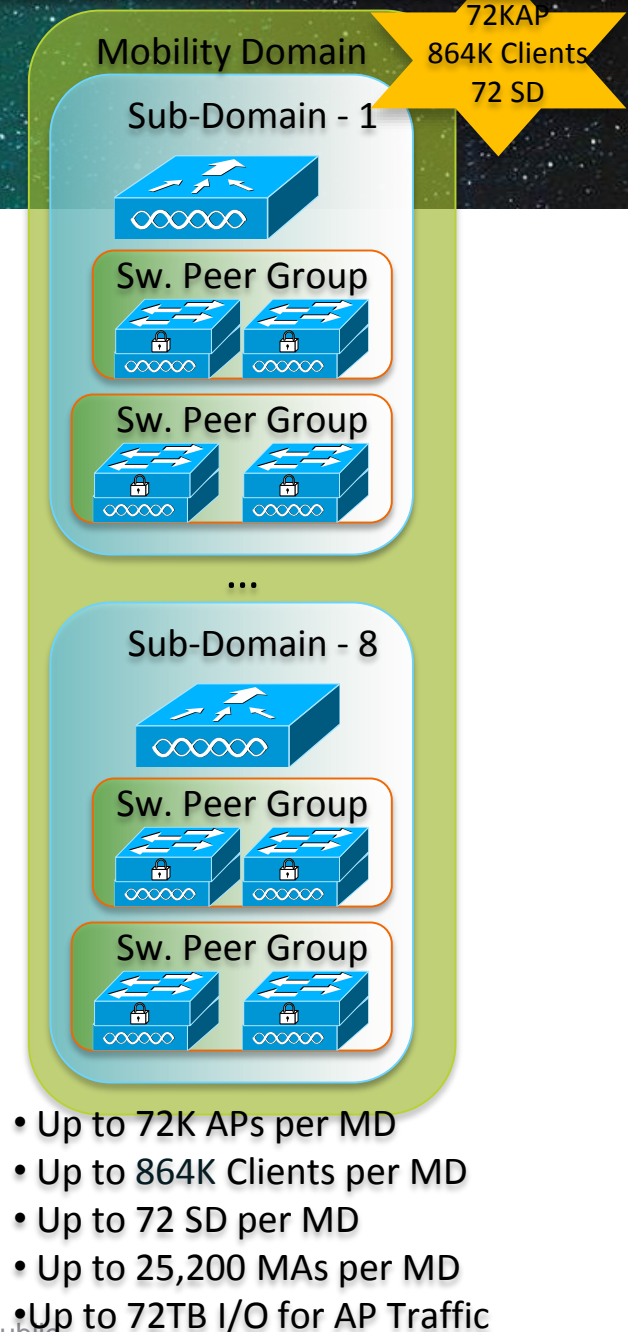 72KAP
Mobility Domain
864K Clients
72 SD
Sub-Domain - 1
Sw. Peer Group
Sw. Peer Group
...
Sub-Domain - 8
Sw. Peer Group
Sw. Peer Group
• Up to 72K APs per MD
• Up to 864K Clients per MD
• Up to 72 SD per MD
• Up to 25,200 MAs per MD
•Up to 72TB I/O for AP Traffic